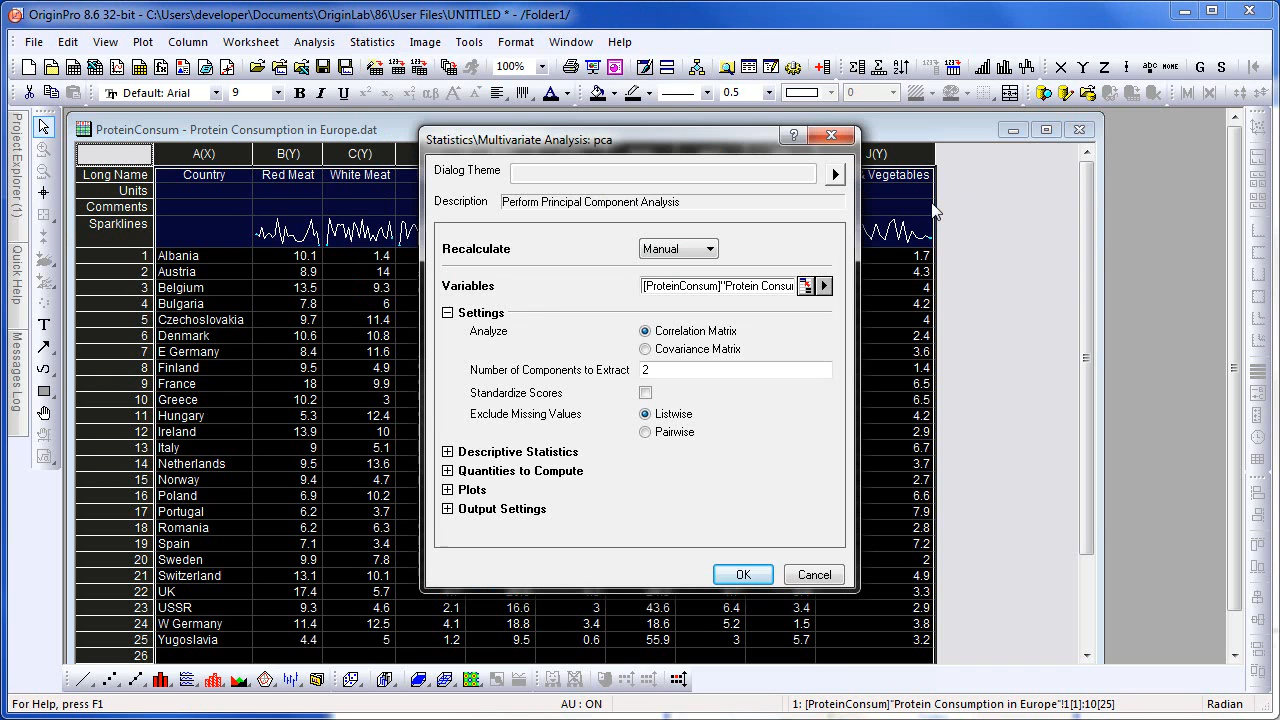 OriginPro 8.6 32-bit - C:\Users\developer\Documents\OriginLab\86\User Files\UNTITLED * - /Folder1/
File Edit View Plot Column Worksheet Analysis Statistics Image Tools Format Window Help
100%
Default: Arial 9 B I U 0.5 0
Project Explorer (1)
Quick Help
Messages Log
ProteinConsum - Protein Consumption in Europe.dat
A(X) B(Y) C(Y) J(Y)
Long Name Country Red Meat White Meat Vegetables
Units
Comments
Sparklines
1 Albania 10.1 1.4 1.7
2 Austria 8.9 14 4.3
3 Belgium 13.5 9.3 4
4 Bulgaria 7.8 6 4.2
5 Czechoslovakia 9.7 11.4 4
6 Denmark 10.6 10.8 2.4
7 E Germany 8.4 11.6 3.6
8 Finland 9.5 4.9 1.4
9 France 18 9.9 6.5
10 Greece 10.2 3 6.5
11 Hungary 5.3 12.4 4.2
12 Ireland 13.9 10 2.9
13 Italy 9 5.1 6.7
14 Netherlands 9.5 13.6 3.7
15 Norway 9.4 4.7 2.7
16 Poland 6.9 10.2 6.6
17 Portugal 6.2 3.7 7.9
18 Romania 6.2 6.3 2.8
19 Spain 7.1 3.4 7.2
20 Sweden 9.9 7.8 2
21 Switzerland 13.1 10.1 4.9
22 UK 17.4 5.7 3.3
23 USSR 9.3 4.6 2.1 16.6 3 43.6 6.4 3.4 2.9
24 W Germany 11.4 12.5 4.1 18.8 3.4 18.6 5.2 1.5 3.8
25 Yugoslavia 4.4 5 1.2 9.5 0.6 55.9 3 5.7 3.2
26
Statistics\Multivariate Analysis: pca
Dialog Theme
Description Perform Principal Component Analysis
Recalculate Manual
Variables [ProteinConsum]"Protein Consur
Settings
Analyze Correlation Matrix
Covariance Matrix
Number of Components to Extract 2
Standardize Scores
Exclude Missing Values Listwise
Pairwise
Descriptive Statistics
Quantities to Compute
Plots
Output Settings
OK Cancel
For Help, press F1 AU : ON 1: [ProteinConsum]"Protein Consumption in Europe"!1[1]:10[25] Radian